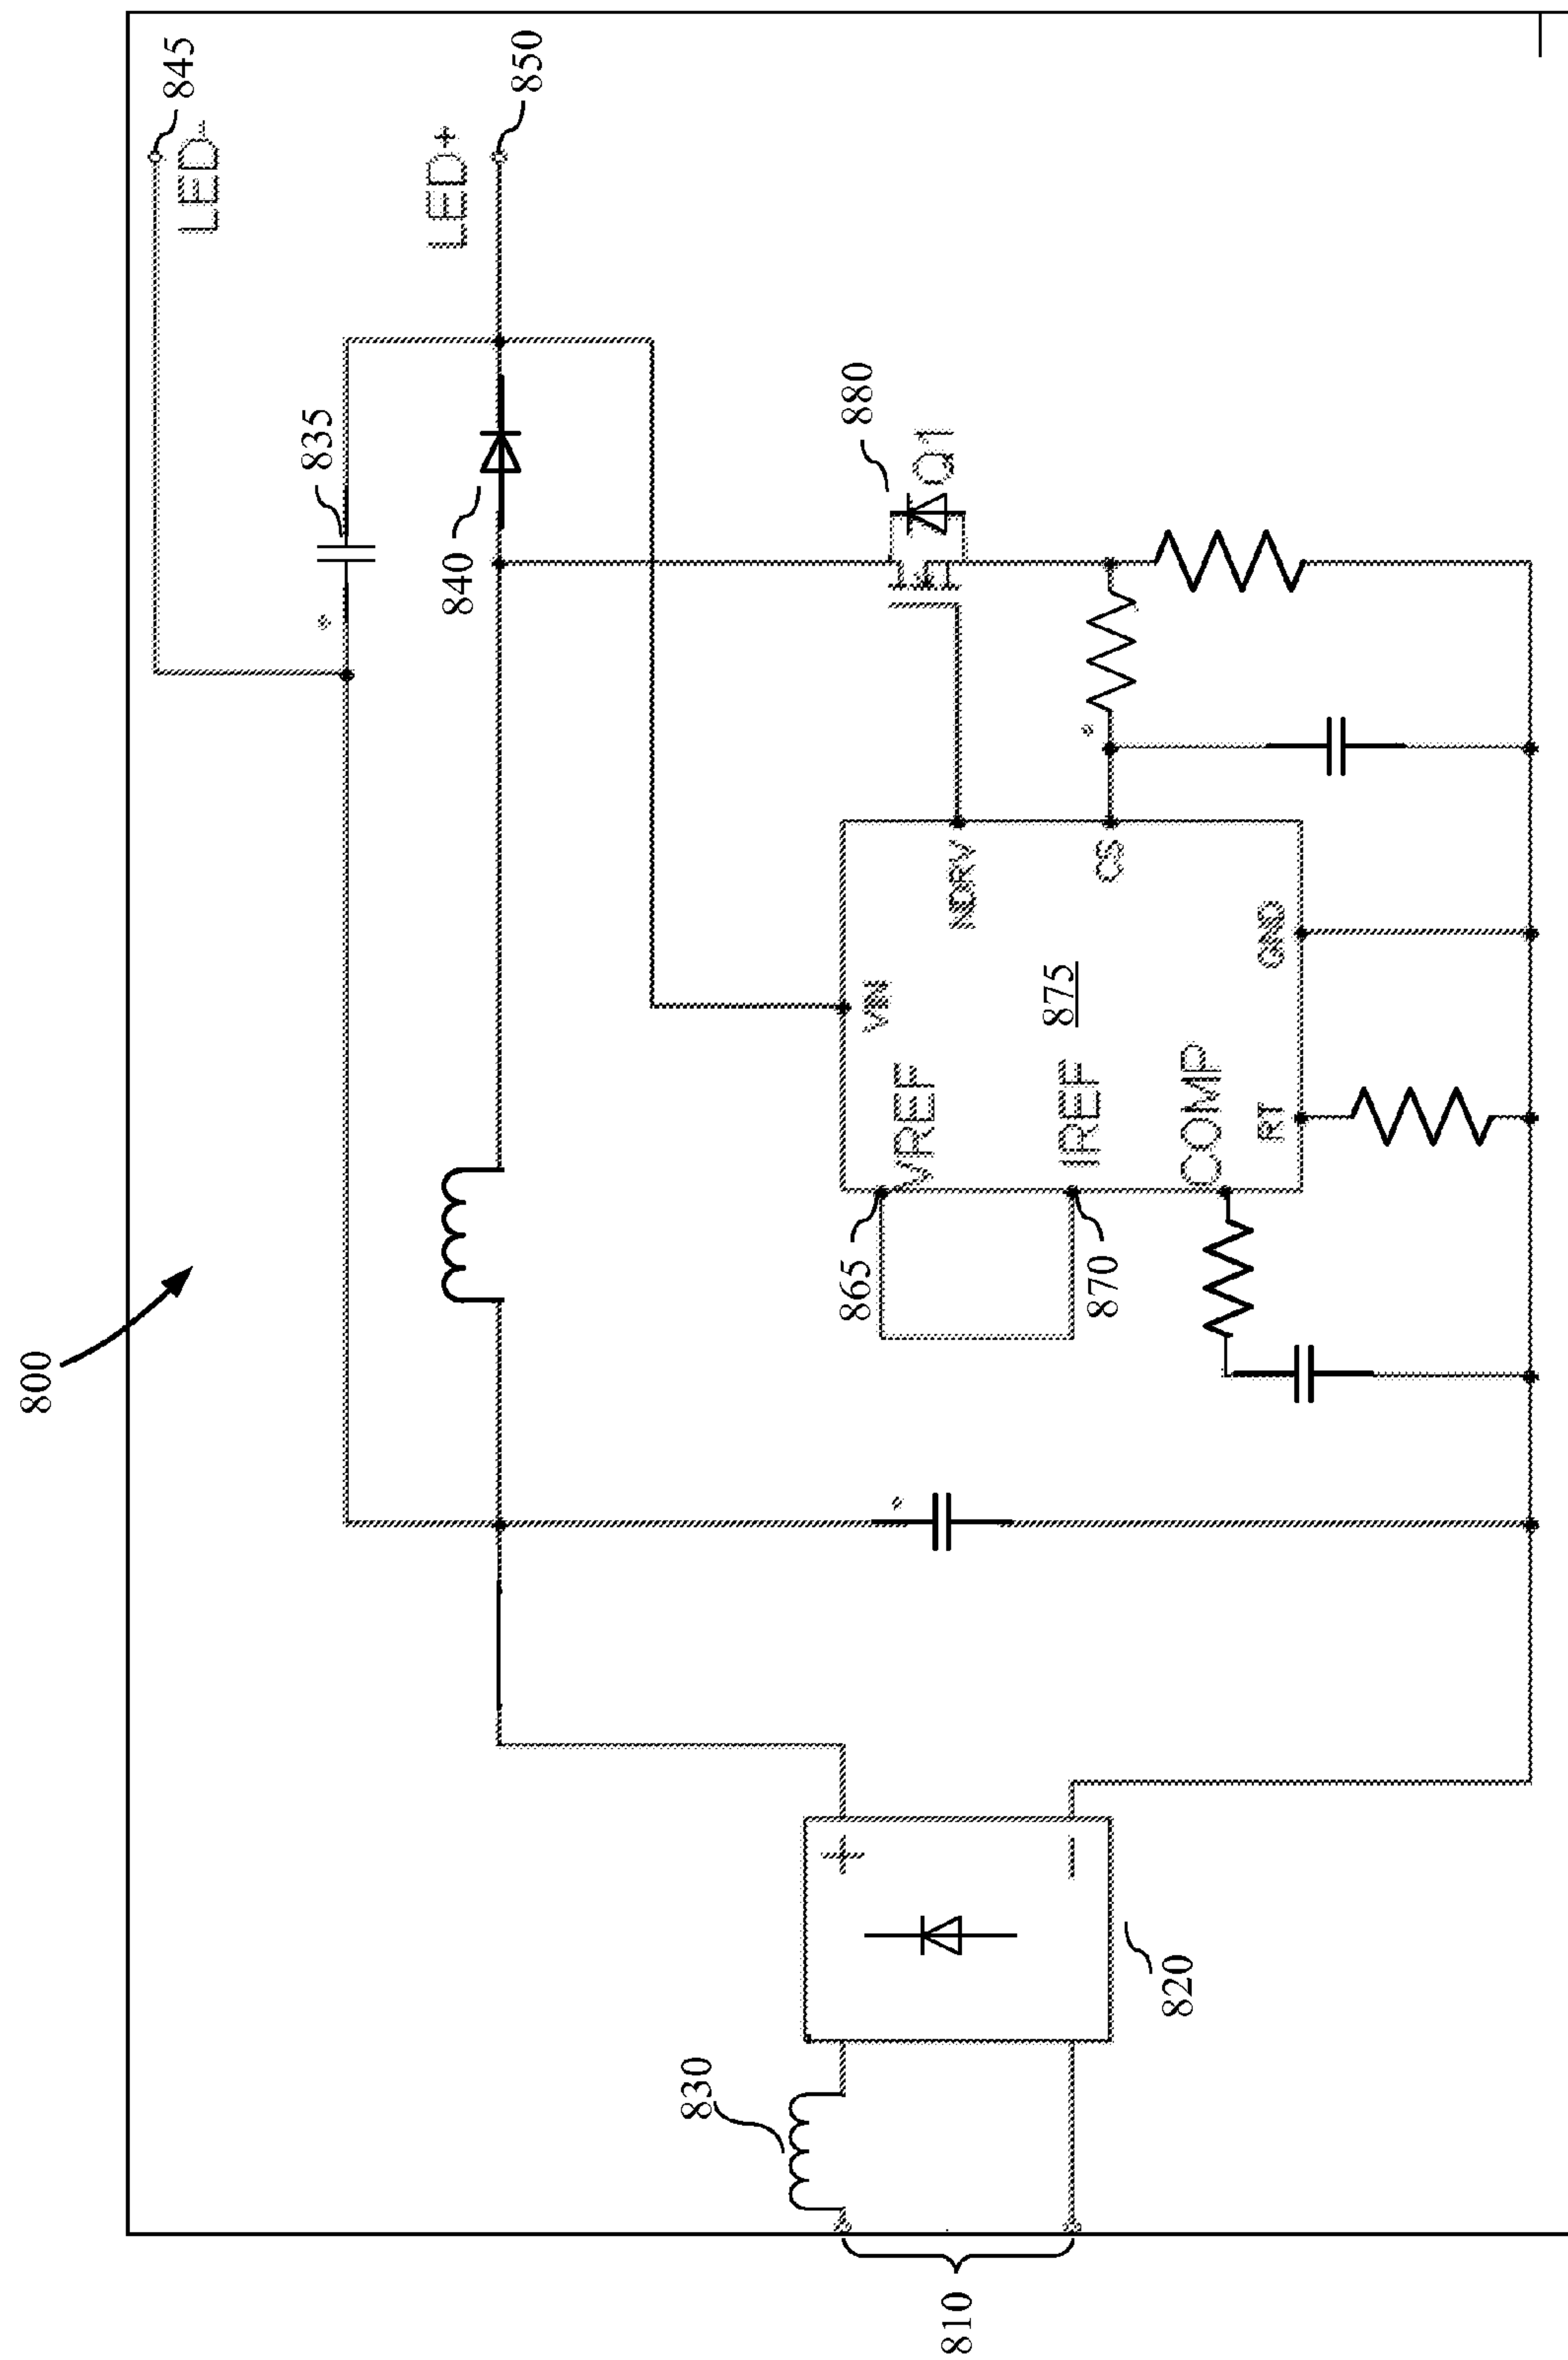 800
LED-
845
835
LED+
850
840
880
Q1
VIN
NDRV
VREF
865
875
IREF
870
CS
COMP
RT
GND
830
+
−
820
810